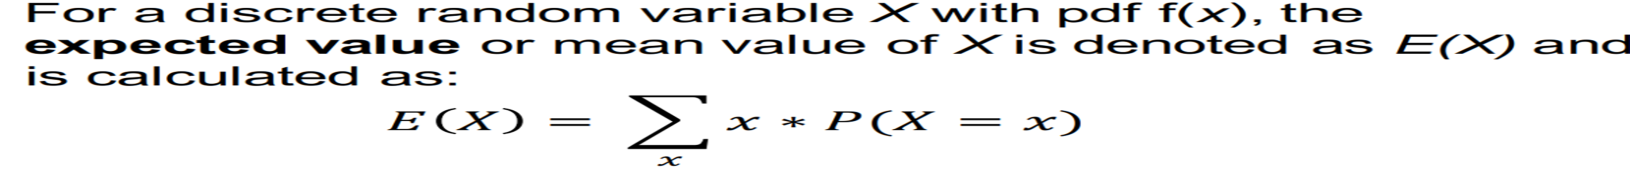 For a discrete random variable X with pdf f(x), the
expected value or mean value of X is denoted as E(X) and
is calculated as:
E(X) = ∑ x * P(X = x)
x